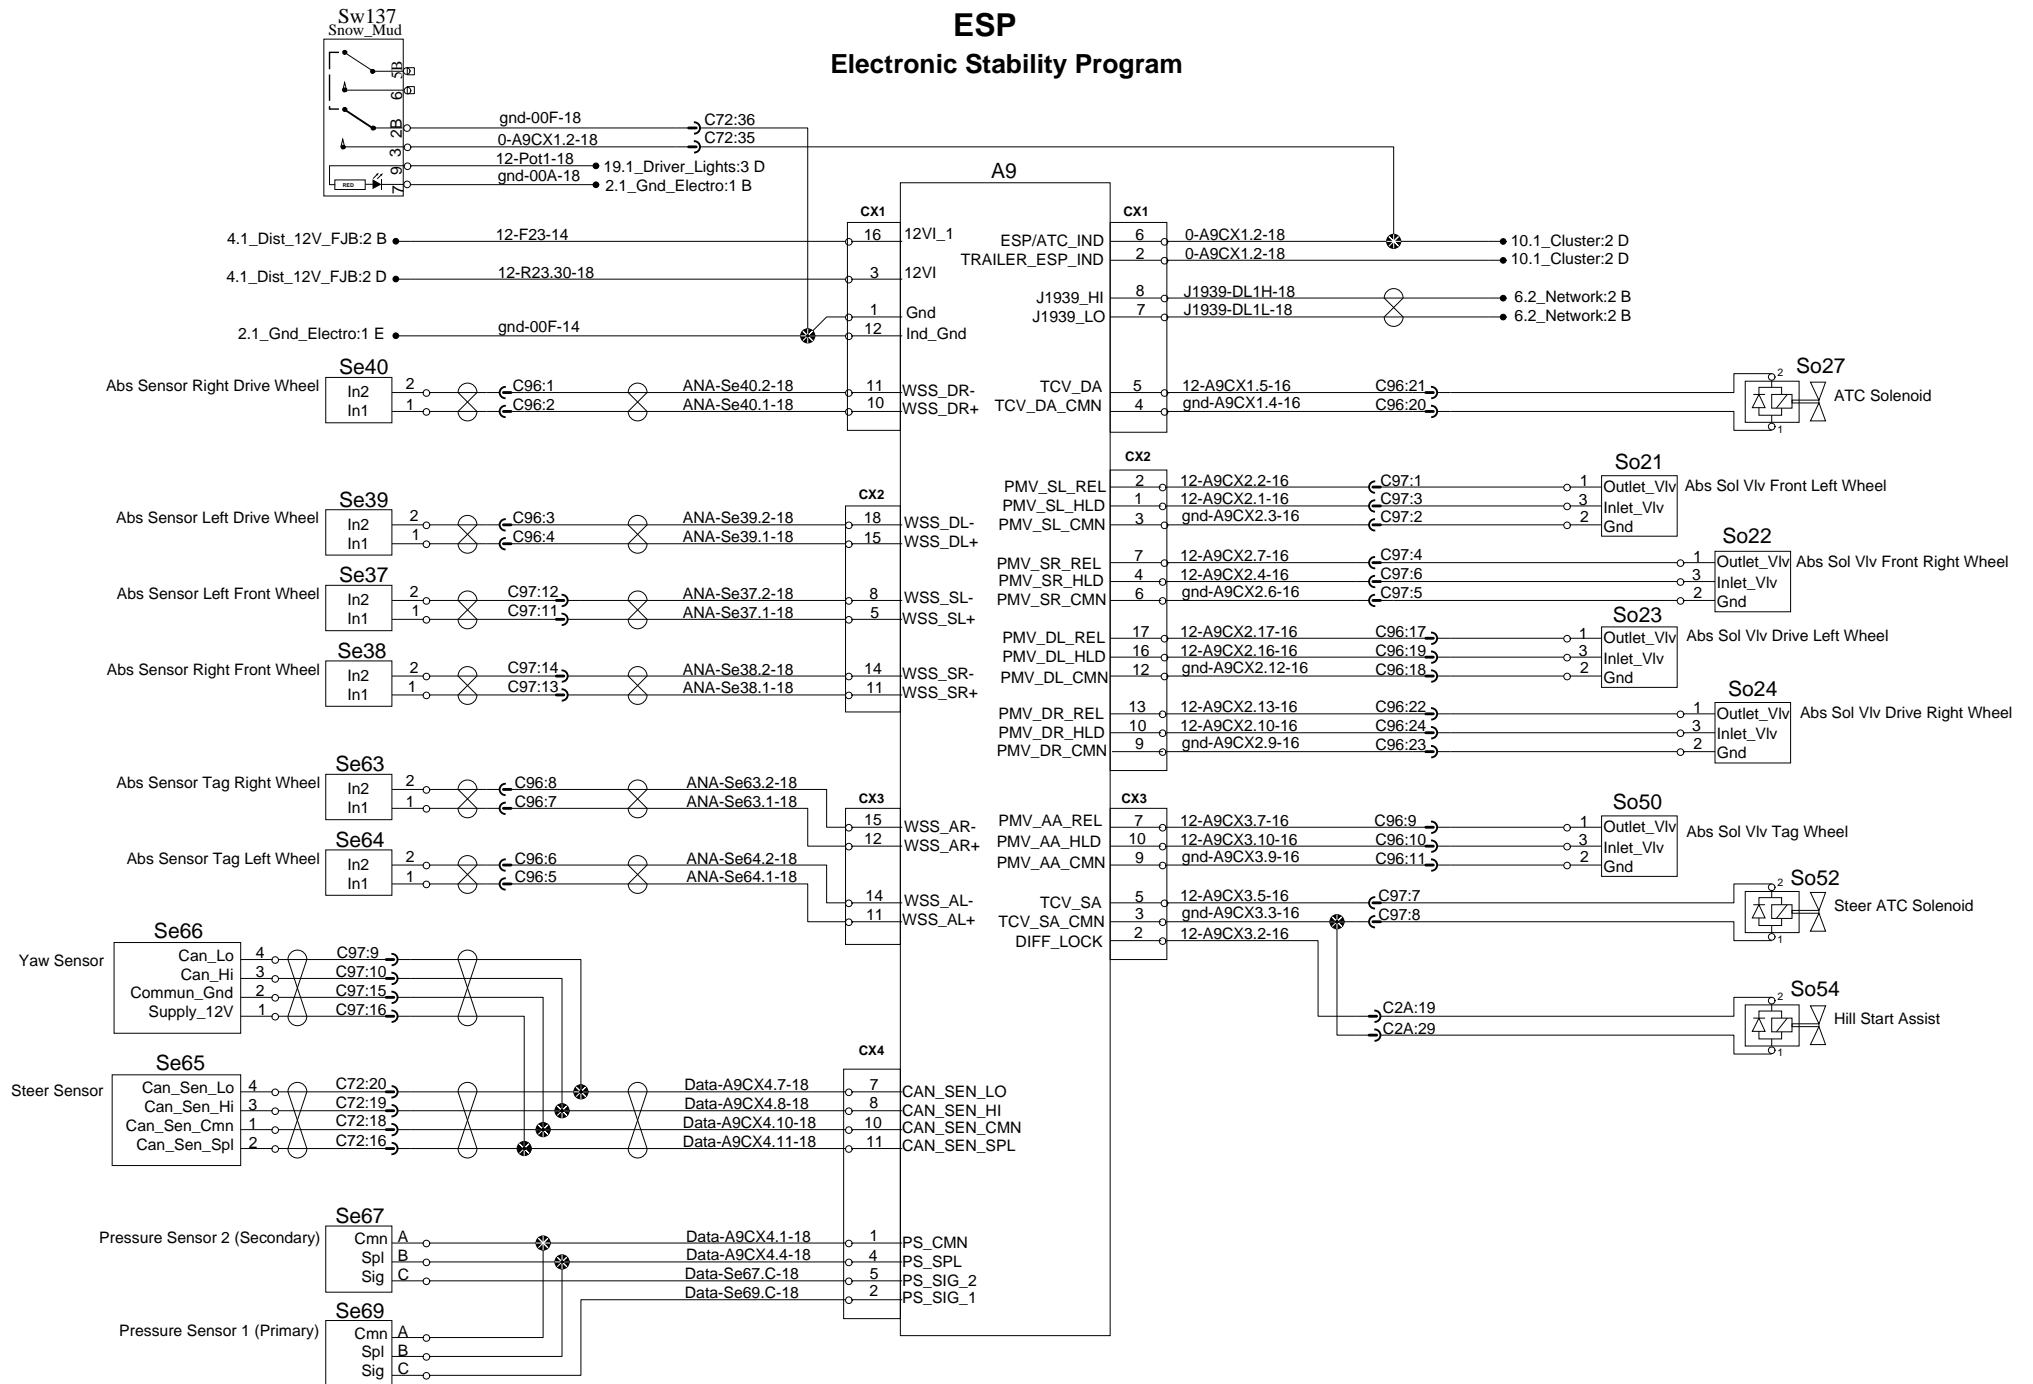 ESP
Electronic Stability Program
Sw137
Snow_Mud
5B
6
2B
3
9
7
RED
gnd-00F-18
C72:36
0-A9CX1.2-18
C72:35
12-Pot1-18
19.1_Driver_Lights:3 D
gnd-00A-18
2.1_Gnd_Electro:1 B
A9
CX1
4.1_Dist_12V_FJB:2 B
12-F23-14
16
12VI_1
4.1_Dist_12V_FJB:2 D
12-R23.30-18
3
12VI
1
Gnd
2.1_Gnd_Electro:1 E
gnd-00F-14
12
Ind_Gnd
Abs Sensor Right Drive Wheel
Se40
In2 2 C96:1 ANA-Se40.2-18 11 WSS_DR-
In1 1 C96:2 ANA-Se40.1-18 10 WSS_DR+
CX2
Abs Sensor Left Drive Wheel
Se39
In2 2 C96:3 ANA-Se39.2-18 18 WSS_DL-
In1 1 C96:4 ANA-Se39.1-18 15 WSS_DL+
Abs Sensor Left Front Wheel
Se37
In2 2 C97:12 ANA-Se37.2-18 8 WSS_SL-
In1 1 C97:11 ANA-Se37.1-18 5 WSS_SL+
Abs Sensor Right Front Wheel
Se38
In2 2 C97:14 ANA-Se38.2-18 14 WSS_SR-
In1 1 C97:13 ANA-Se38.1-18 11 WSS_SR+
Abs Sensor Tag Right Wheel
Se63
In2 2 C96:8 ANA-Se63.2-18
In1 1 C96:7 ANA-Se63.1-18
CX3
15 WSS_AR-
12 WSS_AR+
Abs Sensor Tag Left Wheel
Se64
In2 2 C96:6 ANA-Se64.2-18
In1 1 C96:5 ANA-Se64.1-18
14 WSS_AL-
11 WSS_AL+
Yaw Sensor
Se66
Can_Lo 4 C97:9
Can_Hi 3 C97:10
Commun_Gnd 2 C97:15
Supply_12V 1 C97:16
CX4
Steer Sensor
Se65
Can_Sen_Lo 4 C72:20 Data-A9CX4.7-18 7 CAN_SEN_LO
Can_Sen_Hi 3 C72:19 Data-A9CX4.8-18 8 CAN_SEN_HI
Can_Sen_Cmn 1 C72:18 Data-A9CX4.10-18 10 CAN_SEN_CMN
Can_Sen_Spl 2 C72:16 Data-A9CX4.11-18 11 CAN_SEN_SPL
Pressure Sensor 2 (Secondary)
Se67
Cmn A Data-A9CX4.1-18 1 PS_CMN
Spl B Data-A9CX4.4-18 4 PS_SPL
Sig C Data-Se67.C-18 5 PS_SIG_2
Data-Se69.C-18 2 PS_SIG_1
Pressure Sensor 1 (Primary)
Se69
Cmn A
Spl B
Sig C
CX1
ESP/ATC_IND 6 0-A9CX1.2-18 10.1_Cluster:2 D
TRAILER_ESP_IND 2 0-A9CX1.2-18 10.1_Cluster:2 D
J1939_HI 8 J1939-DL1H-18 6.2_Network:2 B
J1939_LO 7 J1939-DL1L-18 6.2_Network:2 B
TCV_DA 5 12-A9CX1.5-16 C96:21
TCV_DA_CMN 4 gnd-A9CX1.4-16 C96:20
So27
2
1
ATC Solenoid
CX2
So21
PMV_SL_REL 2 12-A9CX2.2-16 C97:1 1 Outlet_Vlv Abs Sol Vlv Front Left Wheel
PMV_SL_HLD 1 12-A9CX2.1-16 C97:3 3 Inlet_Vlv
PMV_SL_CMN 3 gnd-A9CX2.3-16 C97:2 2 Gnd
So22
PMV_SR_REL 7 12-A9CX2.7-16 C97:4 1 Outlet_Vlv Abs Sol Vlv Front Right Wheel
PMV_SR_HLD 4 12-A9CX2.4-16 C97:6 3 Inlet_Vlv
PMV_SR_CMN 6 gnd-A9CX2.6-16 C97:5 2 Gnd
So23
PMV_DL_REL 17 12-A9CX2.17-16 C96:17 1 Outlet_Vlv Abs Sol Vlv Drive Left Wheel
PMV_DL_HLD 16 12-A9CX2.16-16 C96:19 3 Inlet_Vlv
PMV_DL_CMN 12 gnd-A9CX2.12-16 C96:18 2 Gnd
So24
PMV_DR_REL 13 12-A9CX2.13-16 C96:22 1 Outlet_Vlv Abs Sol Vlv Drive Right Wheel
PMV_DR_HLD 10 12-A9CX2.10-16 C96:24 3 Inlet_Vlv
PMV_DR_CMN 9 gnd-A9CX2.9-16 C96:23 2 Gnd
CX3
So50
PMV_AA_REL 7 12-A9CX3.7-16 C96:9 1 Outlet_Vlv Abs Sol Vlv Tag Wheel
PMV_AA_HLD 10 12-A9CX3.10-16 C96:10 3 Inlet_Vlv
PMV_AA_CMN 9 gnd-A9CX3.9-16 C96:11 2 Gnd
TCV_SA 5 12-A9CX3.5-16 C97:7
TCV_SA_CMN 3 gnd-A9CX3.3-16 C97:8
DIFF_LOCK 2 12-A9CX3.2-16
So52
2
1
Steer ATC Solenoid
C2A:19
C2A:29
So54
2
1
Hill Start Assist